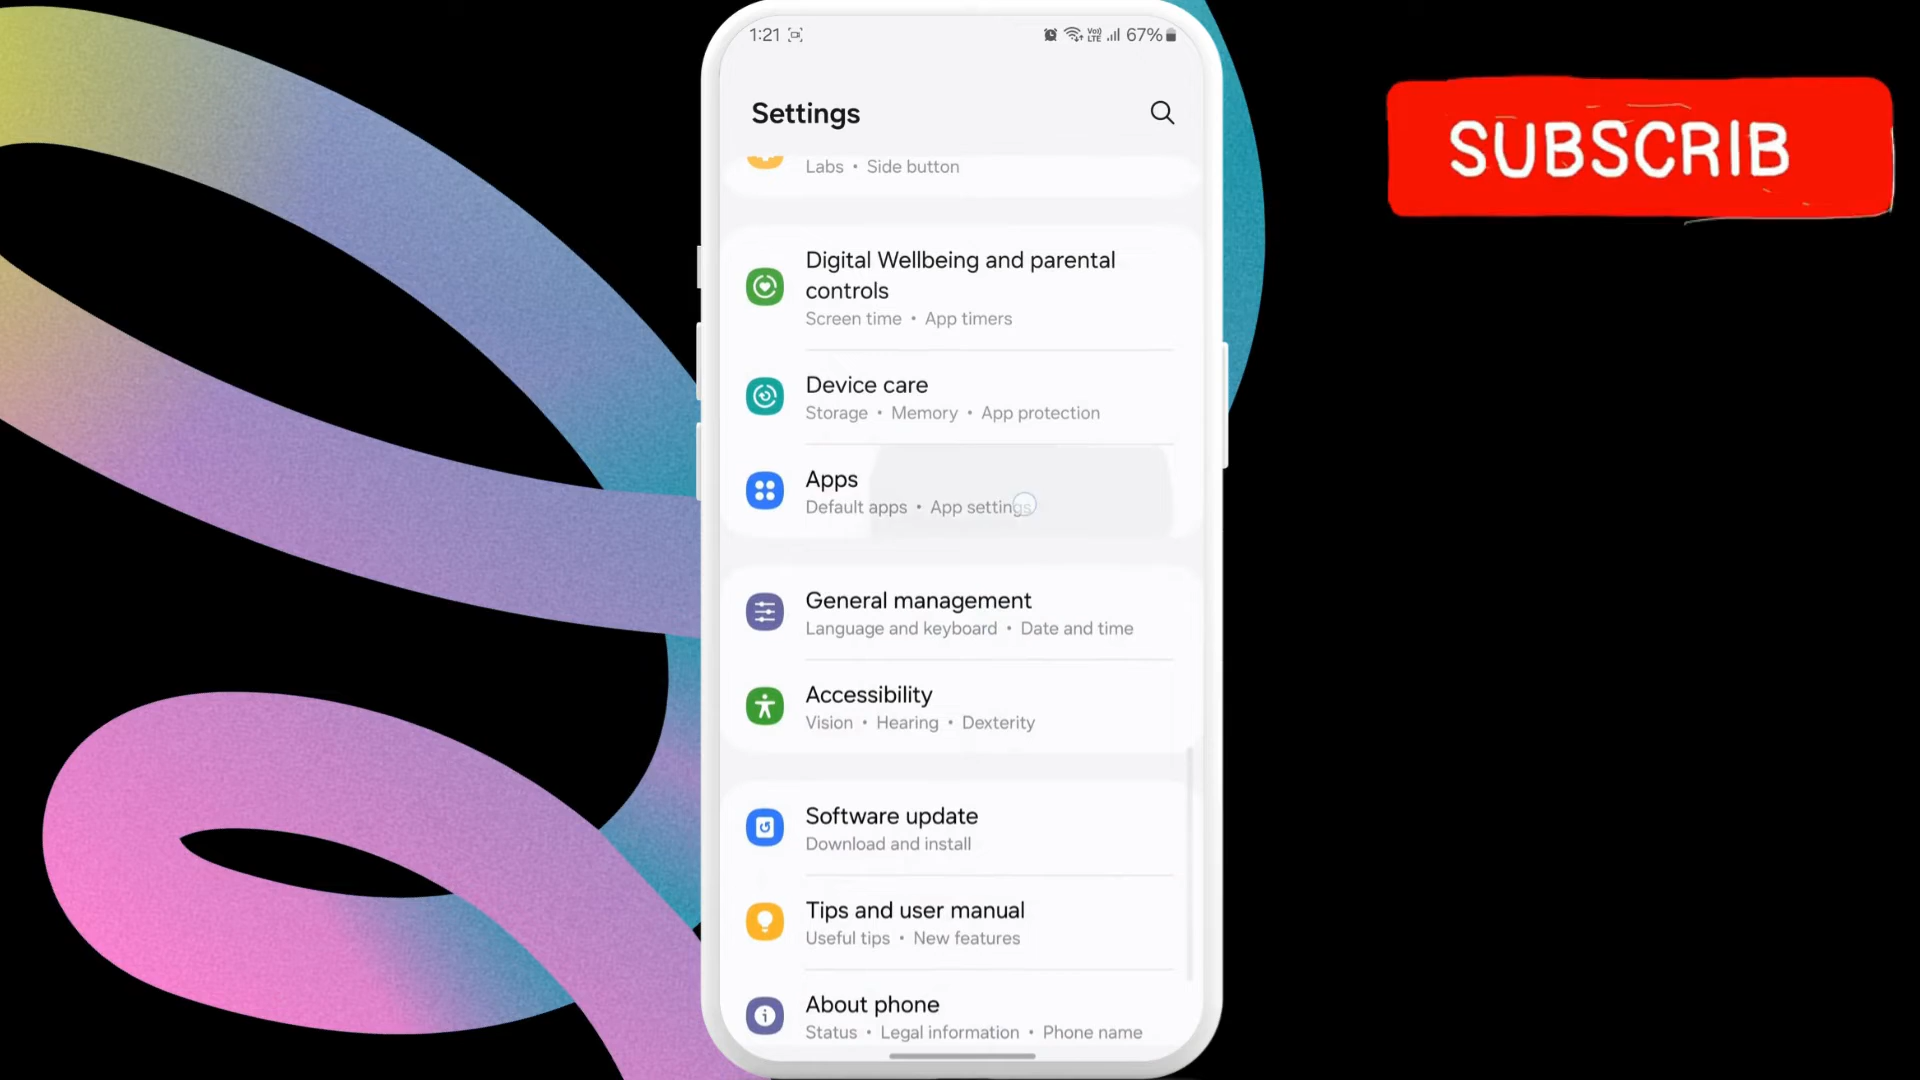 1:21
Vo)) LTE 67%
Settings
SUBSCRIB
Labs • Side button
Digital Wellbeing and parental
controls
Screen time • App timers
Device care
Storage • Memory • App protection
Apps
Default apps • App settings
General management
Language and keyboard • Date and time
Accessibility
Vision • Hearing • Dexterity
Software update
Download and install
Tips and user manual
Useful tips • New features
About phone
Status • Legal information • Phone name